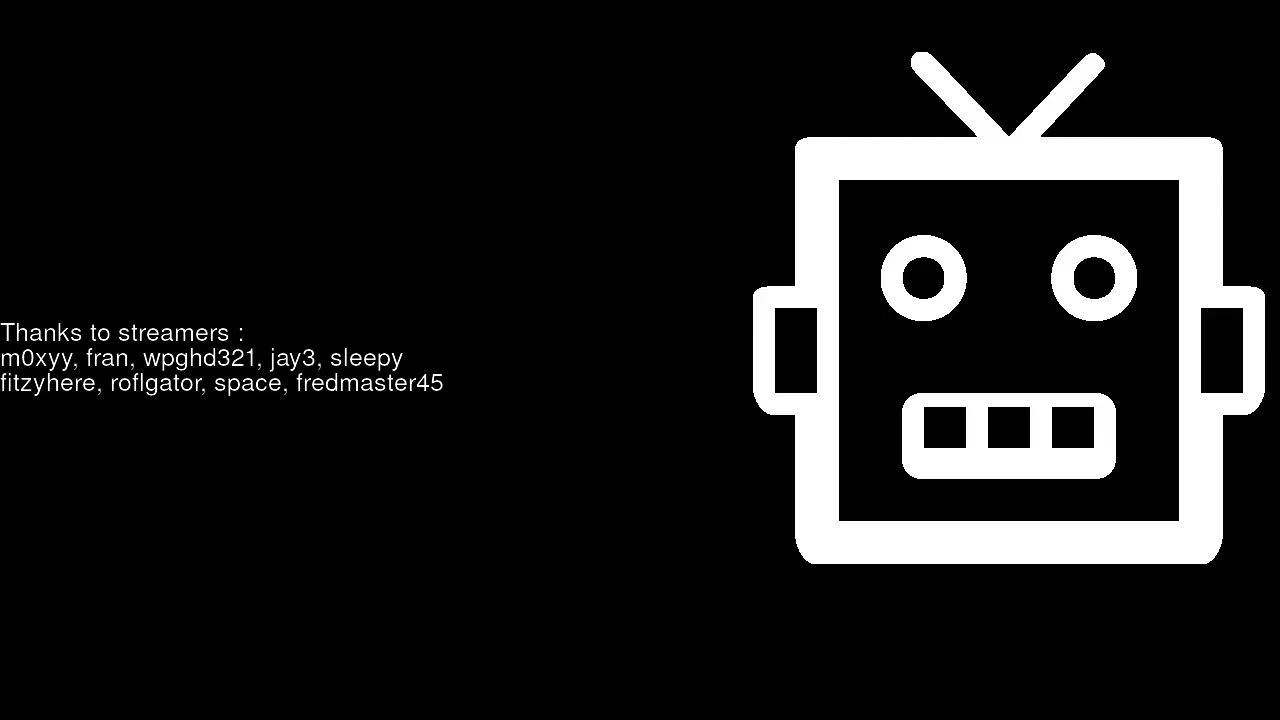 Thanks to streamers :
m0xyy, fran, wpghd321, jay3, sleepy
fitzyhere, roflgator, space, fredmaster45